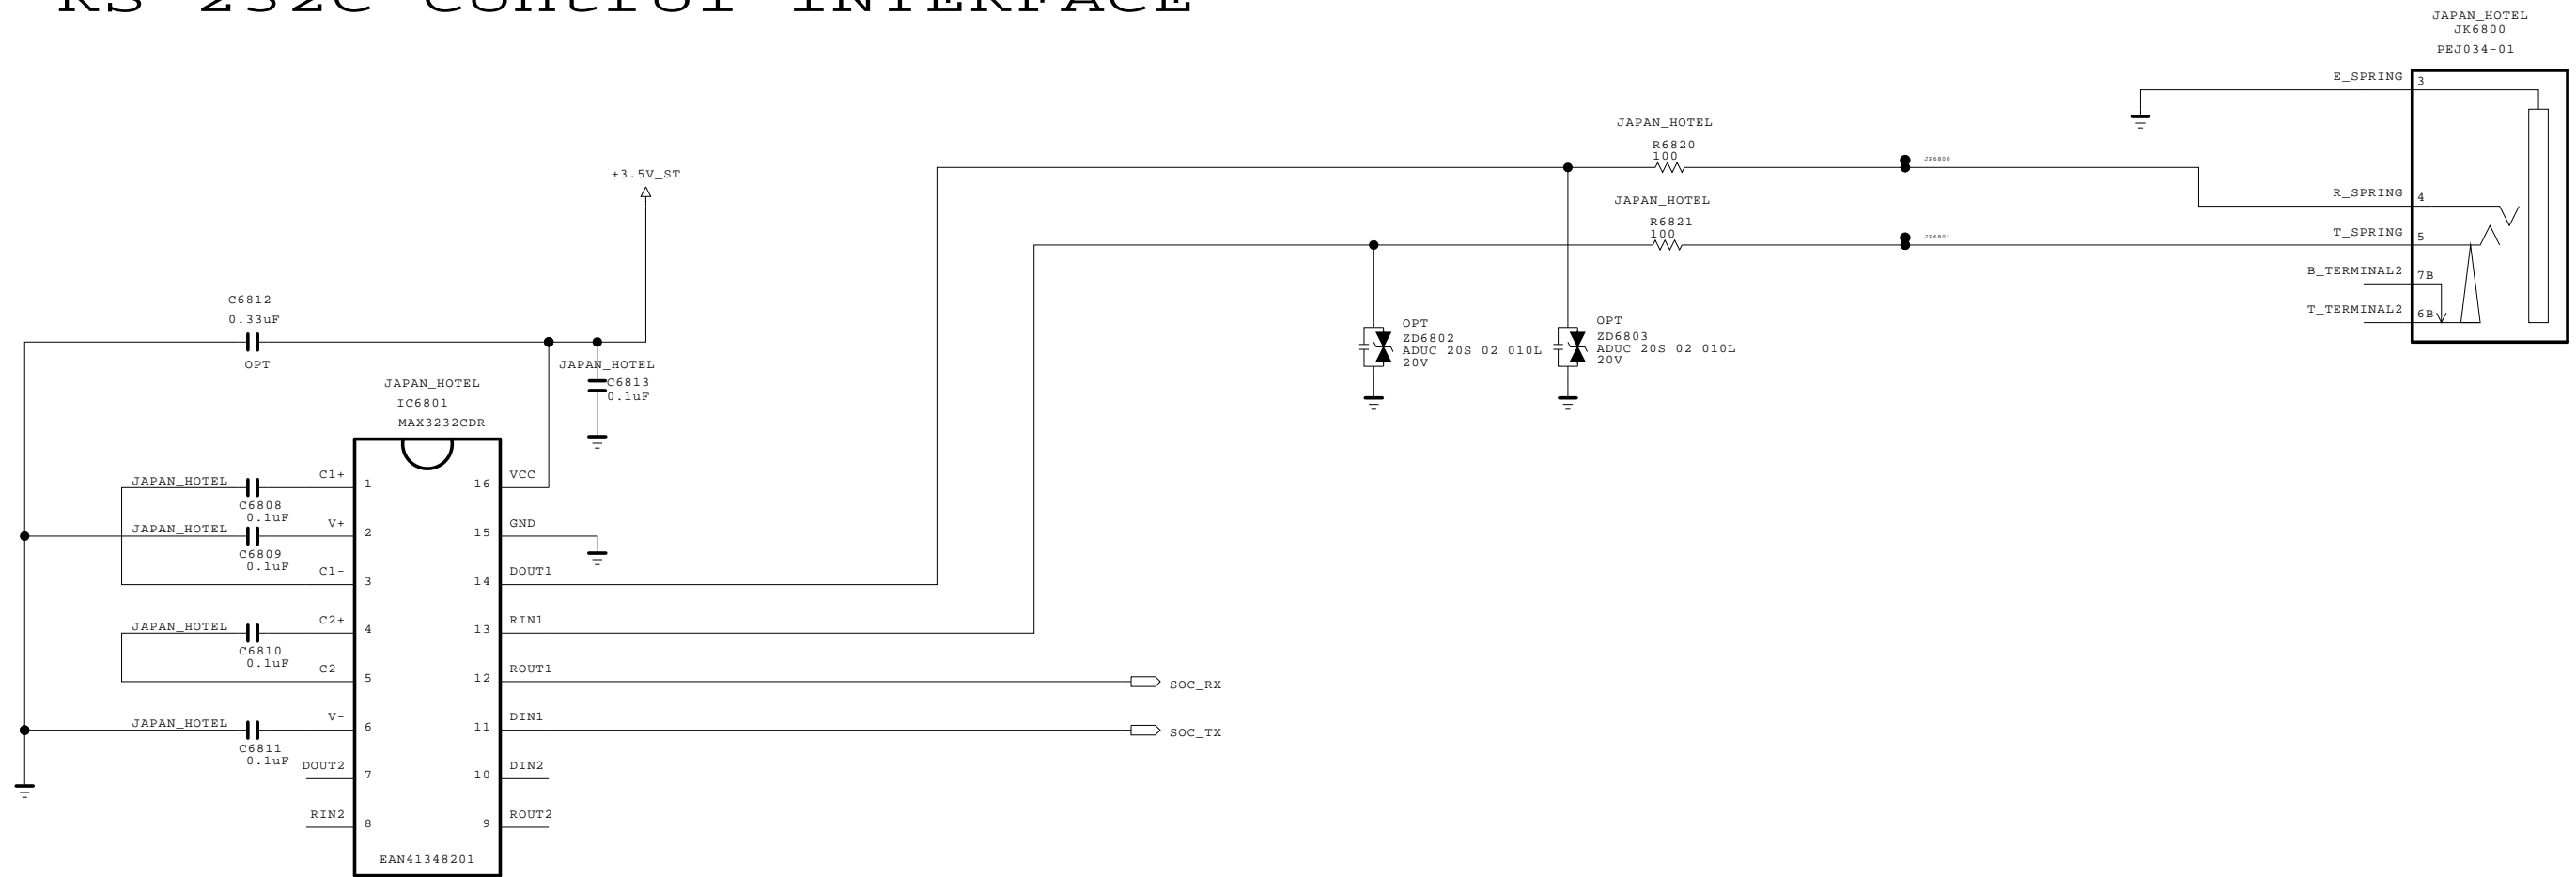 RS-232C Control INTERFACE
JAPAN_HOTEL
JK6800
PEJ034-01
E_SPRING
3
R_SPRING
4
T_SPRING
5
B_TERMINAL2
7B
T_TERMINAL2
6B
JAPAN_HOTEL
R6820
100
JP6800
JAPAN_HOTEL
R6821
100
JP6801
+3.5V_ST
C6812
0.33uF
OPT
JAPAN_HOTEL
C6813
0.1uF
OPT
ZD6802
ADUC 20S 02 010L
20V
OPT
ZD6803
ADUC 20S 02 010L
20V
JAPAN_HOTEL
IC6801
MAX3232CDR
JAPAN_HOTEL
C6808
0.1uF
C1+
1
16
VCC
JAPAN_HOTEL
C6809
0.1uF
V+
2
15
GND
C1-
3
14
DOUT1
JAPAN_HOTEL
C6810
0.1uF
C2+
4
13
RIN1
C2-
5
12
ROUT1
SOC_RX
JAPAN_HOTEL
C6811
0.1uF
V-
6
11
DIN1
SOC_TX
DOUT2
7
10
DIN2
RIN2
8
9
ROUT2
EAN41348201